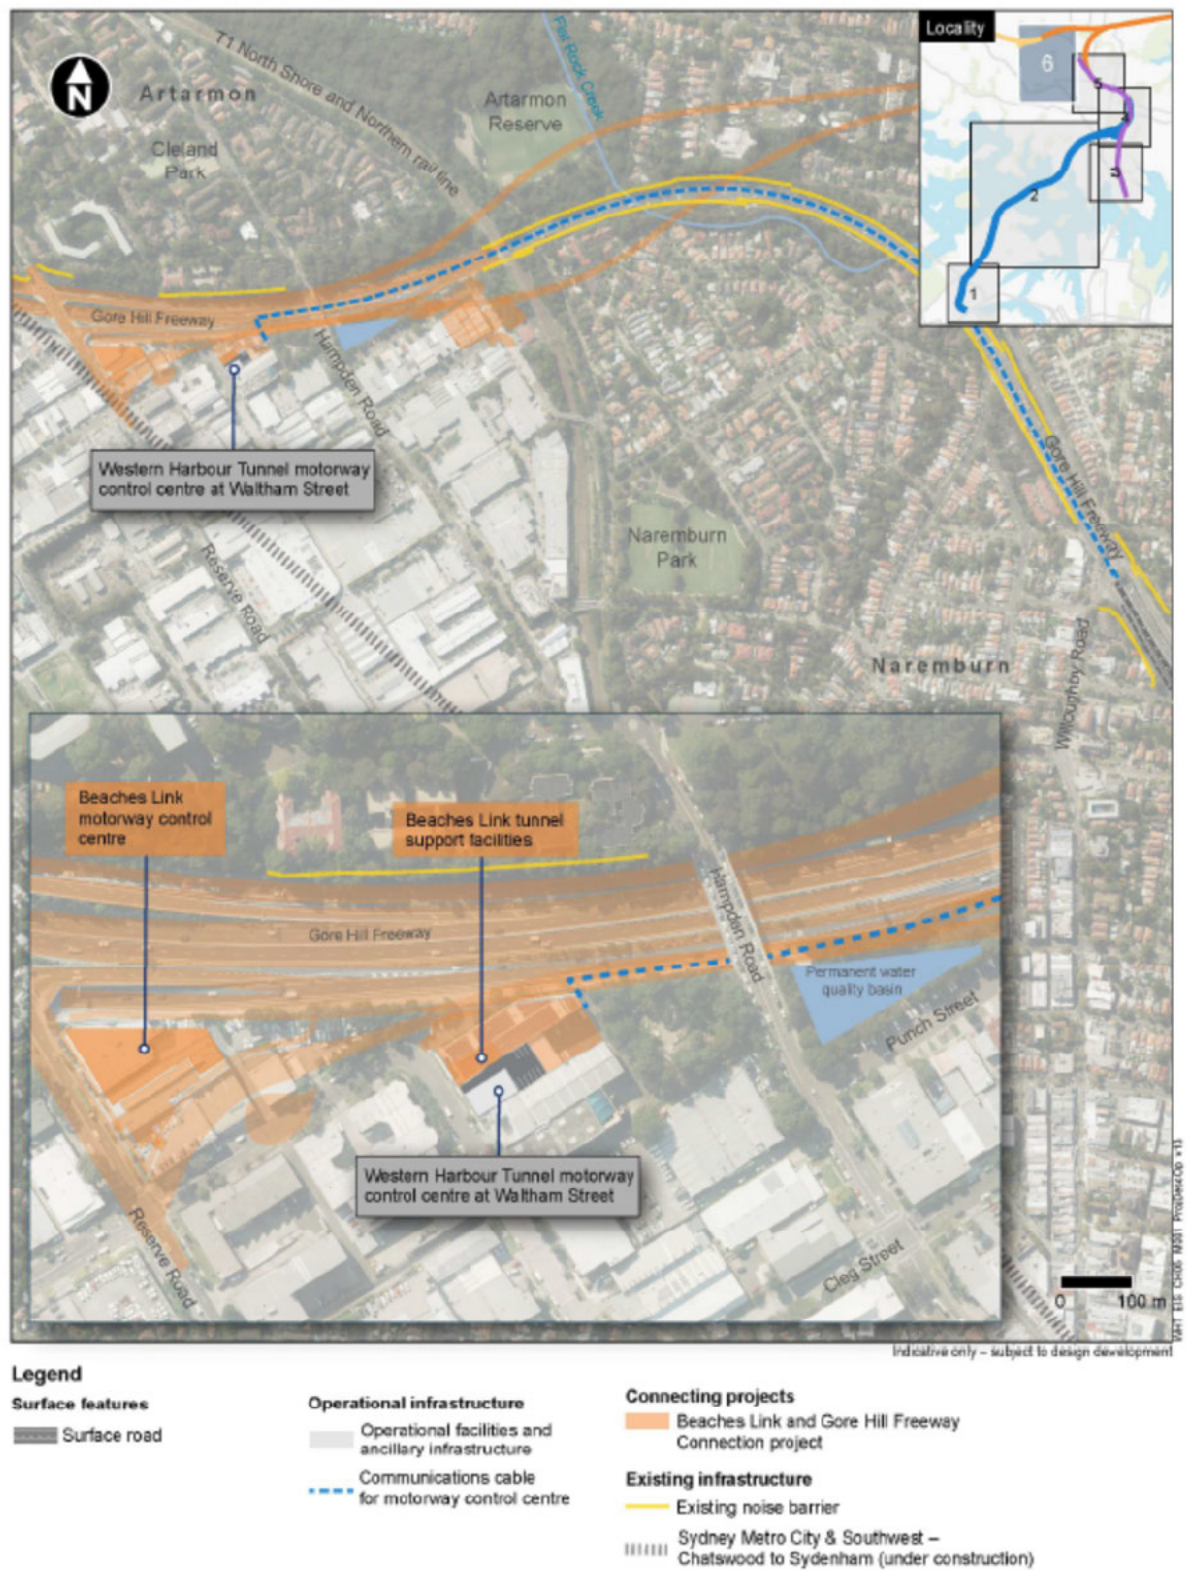 Locality
N
T1 North Shore and Northern rail line
Artarmon
Cleland
Park
Flat Rock Creek
Artarmon
Reserve
6
5
4
3
2
1
Gore Hill Freeway
Hampden Road
Western Harbour Tunnel motorway
control centre at Waltham Street
Reserve Road
Naremburn
Park
Gore Hill Freeway
Naremburn
Willoughby Road
Beaches Link
motorway control
centre
Beaches Link tunnel
support facilities
Gore Hill Freeway
Hampden Road
Permanent water
quality basin
Punch Street
Western Harbour Tunnel motorway
control centre at Waltham Street
Reserve Road
Cleg Street
0 100 m
Indicative only – subject to design development
Legend
Surface features
Surface road
Operational infrastructure
Operational facilities and
ancillary infrastructure
Communications cable
for motorway control centre
Connecting projects
Beaches Link and Gore Hill Freeway
Connection project
Existing infrastructure
Existing noise barrier
Sydney Metro City & Southwest –
Chatswood to Sydenham (under construction)